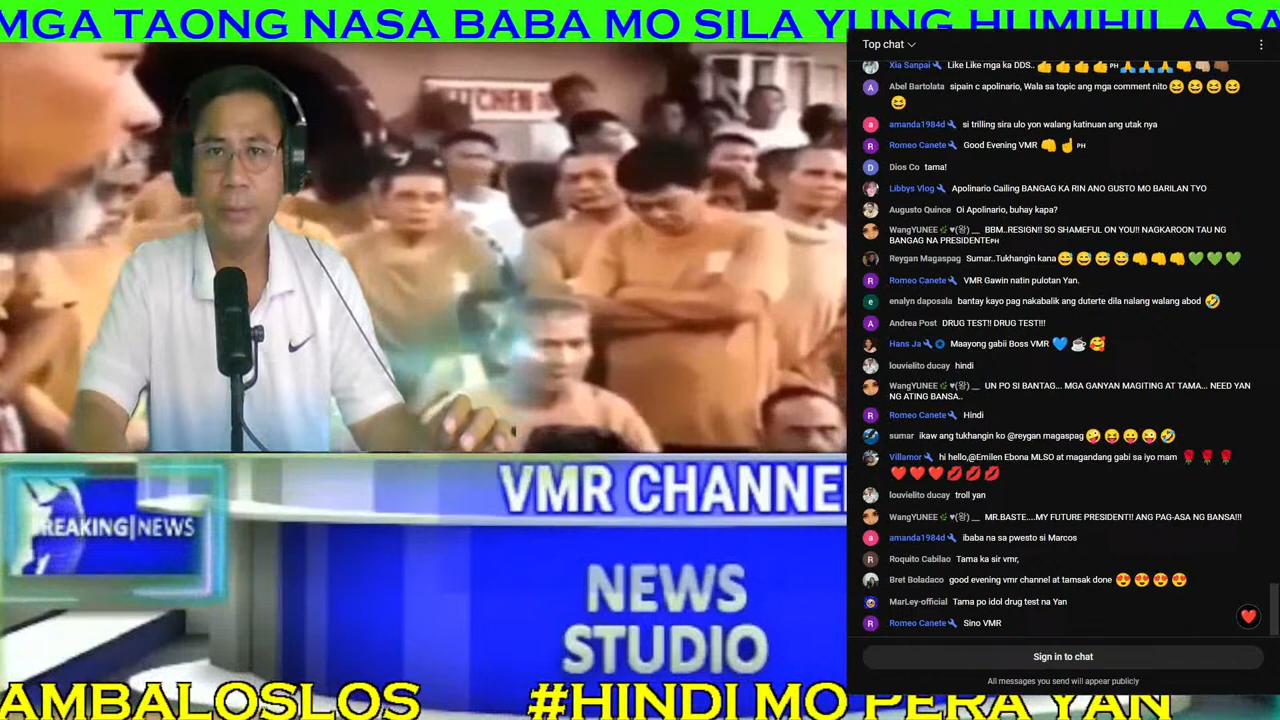 MGA TAONG NASA BABA MO SILA YUNG HUMIHILA SA
Top chat
Xia Sanpai Like Like mga ka DDS.. 👍👍👍👍🇵🇭🙏🙏🙏👊👊🏻👊🏾
Abel Bartolata sipain c apolinario, Wala sa topic ang mga comment nito 😆😆😆😆
😆
amanda1984d si trilling sira ulo yon walang katinuan ang utak nya
Romeo Canete Good Evening VMR 👊☝️🇵🇭
Dios Co tama!
Libbys Vlog Apolinario Cailing BANGAG KA RIN ANO GUSTO MO BARILAN TYO
Augusto Quince Oi Apolinario, buhay kapa?
WangYUNEE🌿♥(왕)__ BBM..RESIGN!! SO SHAMEFUL ON YOU!! NAGKAROON TAU NG
BANGAG NA PRESIDENTE🇵🇭
Reygan Magaspag Sumar..Tukhangin kana😅😅😅😅👊👊👊💚💚💚
Romeo Canete VMR Gawin natin pulotan Yan.
enalyn daposala bantay kayo pag nakabalik ang duterte dila nalang walang abod 🤣
Andrea Post DRUG TEST!! DRUG TEST!!!
Hans Ja Maayong gabii Boss VMR 💙☕🥰
louvielito ducay hindi
WangYUNEE🌿♥(왕)__ UN PO SI BANTAG... MGA GANYAN MAGITING AT TAMA... NEED YAN
NG ATING BANSA..
Romeo Canete Hindi
sumar ikaw ang tukhangin ko @reygan magaspag🤪😝😛😜🤣
Villamor hi hello,@Emilen Ebona MLSO at magandang gabi sa iyo mam 🌹🌹🌹
❤️❤️❤️💋💋💋
louvielito ducay troll yan
WangYUNEE🌿♥(왕)__ MR.BASTE....MY FUTURE PRESIDENT!! ANG PAG-ASA NG BANSA!!!
amanda1984d ibaba na sa pwesto si Marcos
Roquito Cabilao Tama ka sir vmr,
Bret Boladaco good evening vmr channel at tamsak done 😍😍😍😍
MarLey-official Tama po idol drug test na Yan
Romeo Canete Sino VMR
Sign in to chat
All messages you send will appear publicly
VMR CHANNE
REAKING|NEWS
NEWS
STUDIO
AMBALOSLOS #HINDI MO PERA YAN